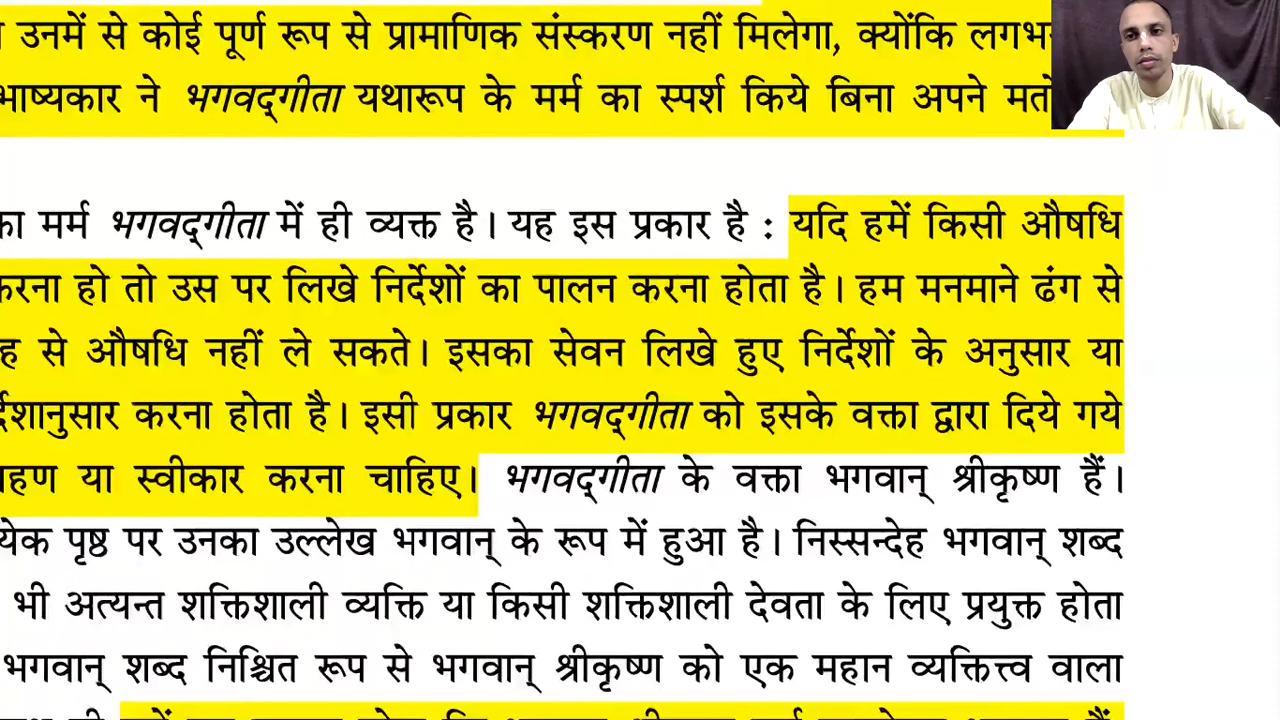 उनमें से कोई पूर्ण रूप से प्रामाणिक संस्करण नहीं मिलेगा, क्योंकि
भाष्यकार ने भगवद्‌गीता यथारूप के मर्म का स्पर्श किये बिना अपने
का मर्म भगवद्‌गीता में ही व्यक्त है। यह इस प्रकार है : यदि हमें किसी औषधि
करना हो तो उस पर लिखे निर्देशों का पालन करना होता है। हम मनमाने ढंग से
से औषधि नहीं ले सकते। इसका सेवन लिखे हुए निर्देशों के अनुसार या
करना होता है। इसी प्रकार भगवद्‌गीता को इसके वक्ता द्वारा दिये गये
या स्वीकार करना चाहिए। भगवद्‌गीता के वक्ता भगवान् श्रीकृष्ण हैं।
पृष्ठ पर उनका उल्लेख भगवान् के रूप में हुआ है। निस्सन्देह भगवान् शब्द
भी अत्यन्त शक्तिशाली व्यक्ति या किसी शक्तिशाली देवता के लिए प्रयुक्त होता
भगवान् शब्द निश्चित रूप से भगवान् श्रीकृष्ण को एक महान व्यक्तित्त्व वाला